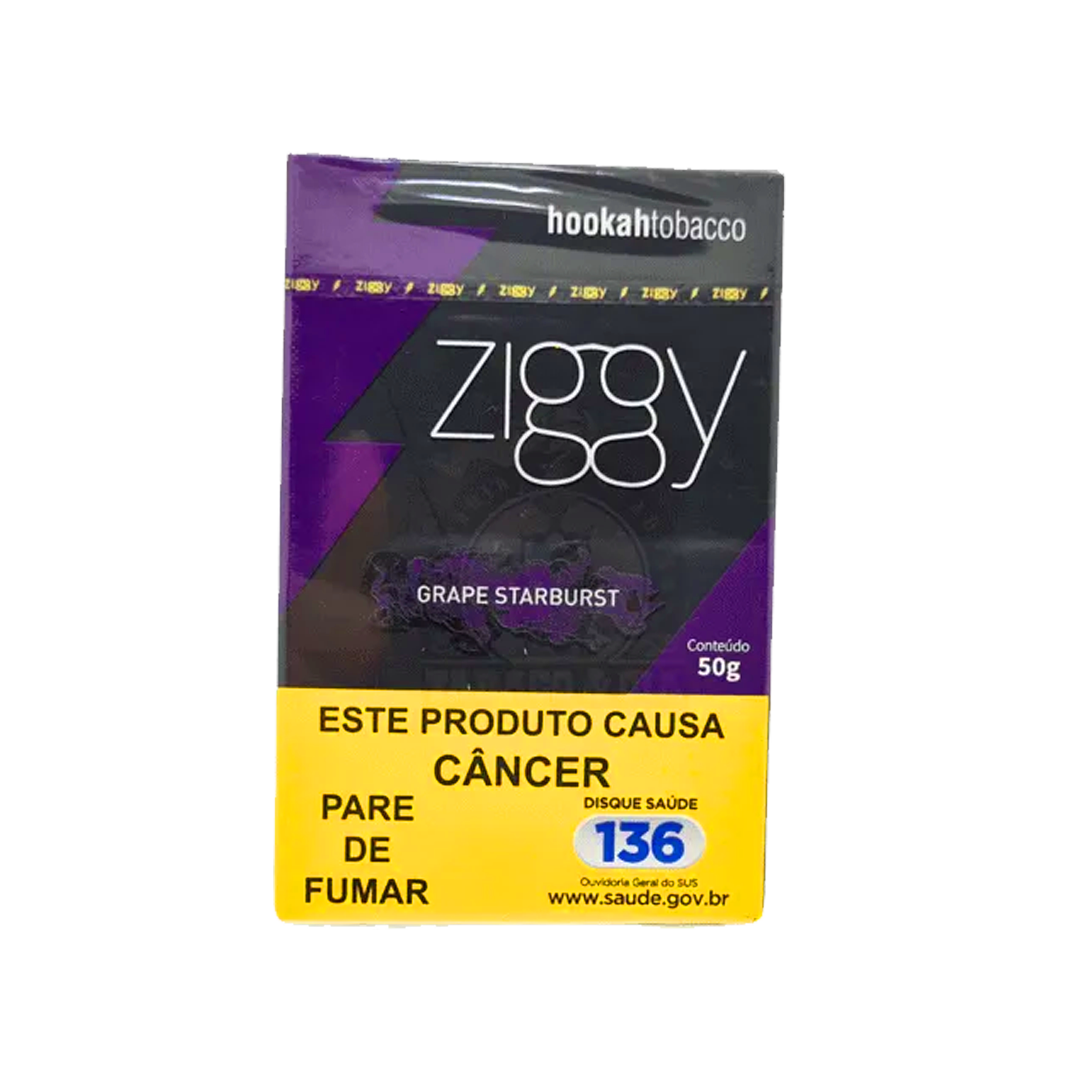 hookahtobacco
ziggy ziggy ziggy ziggy ziggy ziggy ziggy
ziggy
GRAPE STARBURST
Conteúdo
50g
ESTE PRODUTO CAUSA
CÂNCER
PARE
DE
FUMAR
DISQUE SAÚDE
136
Ouvidoria Geral do SUS
www.saude.gov.br